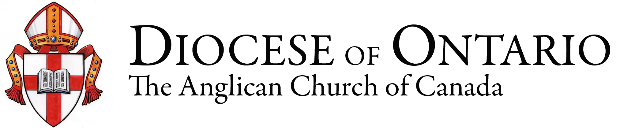 Diocese of Ontario
The Anglican Church of Canada